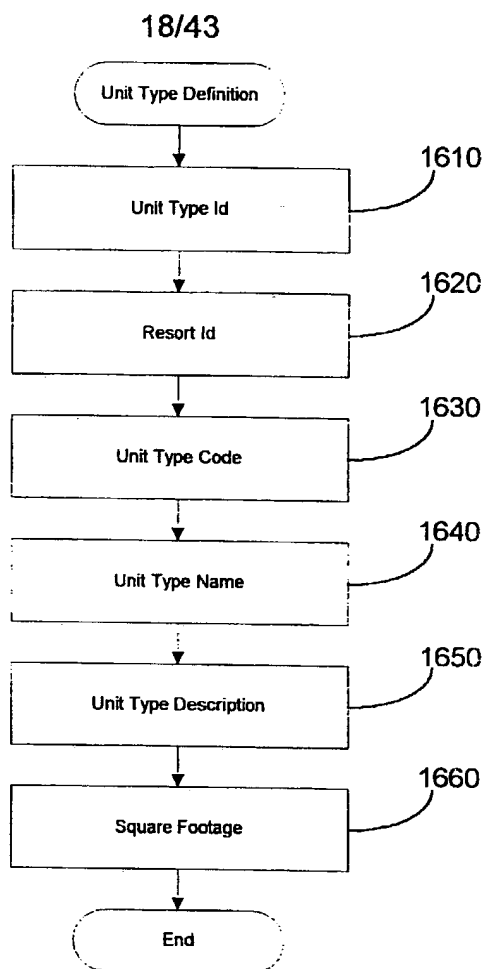 18/43
Unit Type Definition
1610
Unit Type Id
1620
Resort Id
1630
Unit Type Code
1640
Unit Type Name
1650
Unit Type Description
1660
Square Footage
End